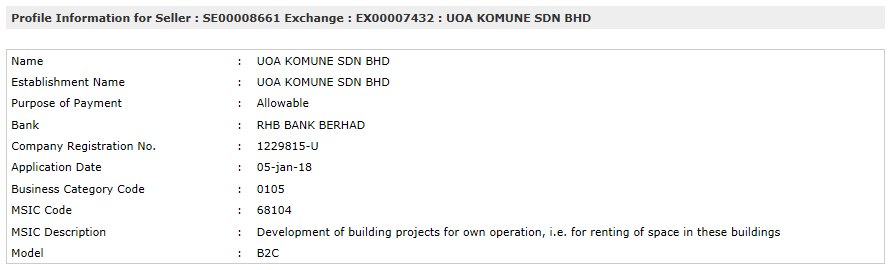 Profile Information for Seller : SE00008661 Exchange : EX00007432 : UOA KOMUNE SDN BHD
Name : UOA KOMUNE SDN BHD
Establishment Name : UOA KOMUNE SDN BHD
Purpose of Payment : Allowable
Bank : RHB BANK BERHAD
Company Registration No. : 1229815-U
Application Date : 05-jan-18
Business Category Code : 0105
MSIC Code : 68104
MSIC Description : Development of building projects for own operation, i.e. for renting of space in these buildings
Model : B2C